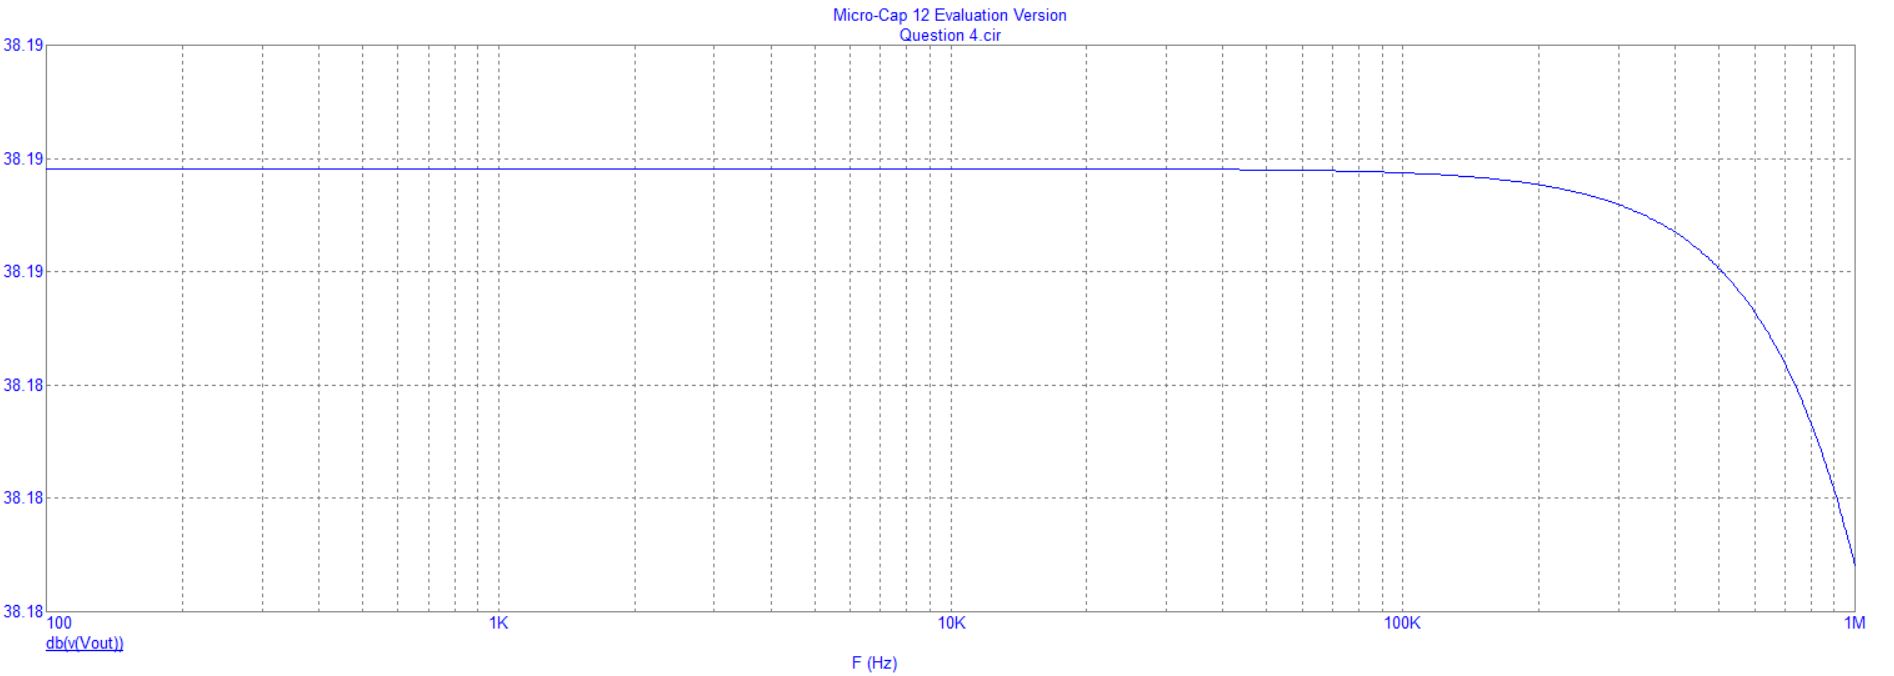 Micro-Cap 12 Evaluation Version
Question 4.cir
38.19
38.19
38.19
38.18
38.18
38.18
100 1K 10K 100K 1M
db(v(Vout))
F (Hz)